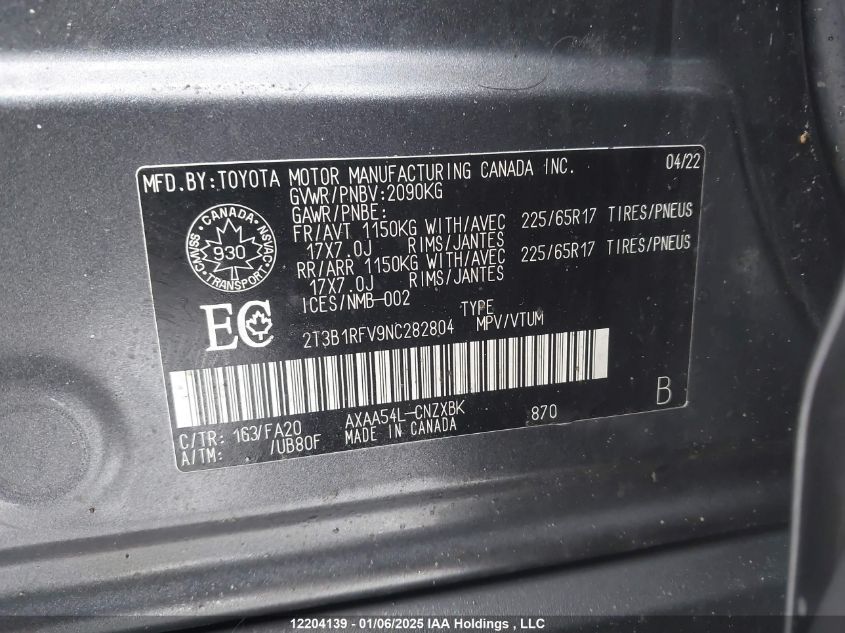 MFD.BY:TOYOTA MOTOR MANUFACTURING CANADA INC. 04/22
GVWR/PNBV:2090KG
GAWR/PNBE:
FR/AVT 1150KG WITH/AVEC 225/65R17 TIRES/PNEUS
17X7.0J RIMS/JANTES
RR/ARR 1150KG WITH/AVEC 225/65R17 TIRES/PNEUS
17X7.0J RIMS/JANTES
ICES/NMB-002
CANADA
CMVSS 930 NSVAC
TRANSPORT
EC
TYPE
2T3B1RFV9NC282804 MPV/VTUM
B
C/TR: 1G3/FA20 AXAA54L-CNZXBK 870
A/TM: /UB80F MADE IN CANADA
12204139 - 01/06/2025 IAA Holdings , LLC